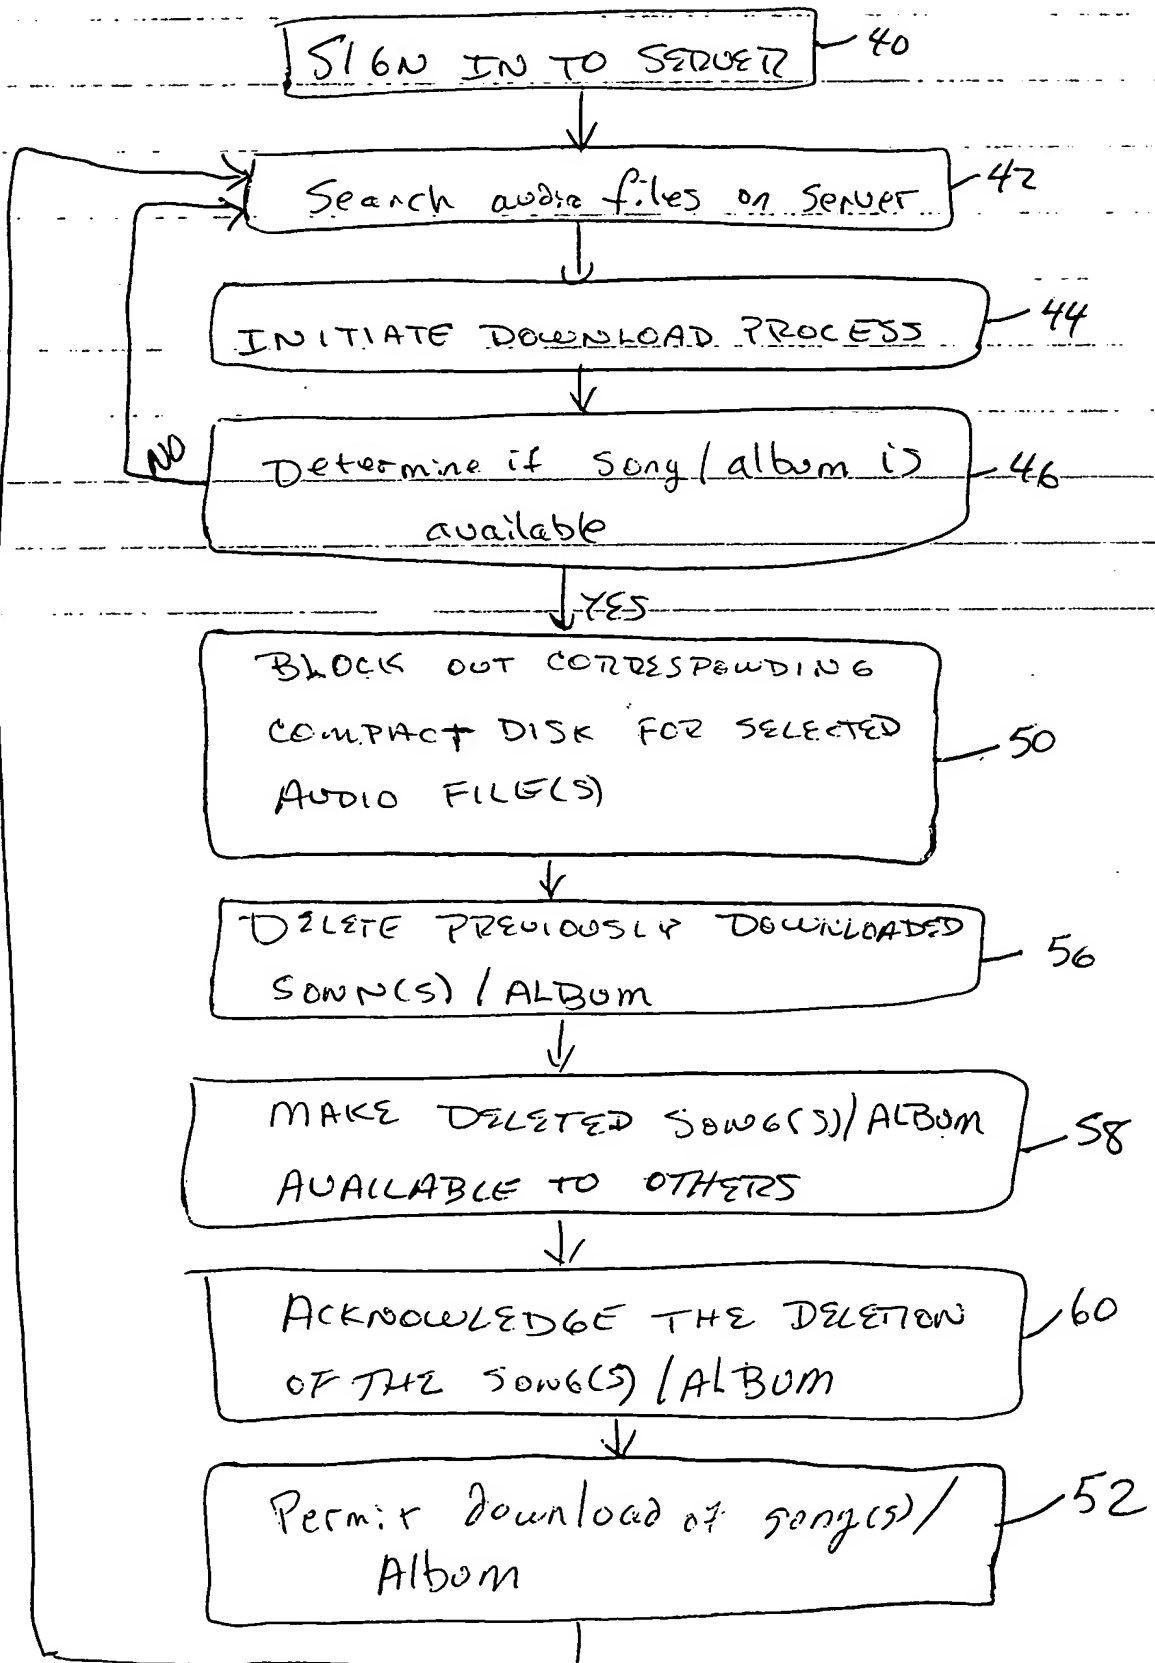 SIGN IN TO SERVER
40
Search audio files on server
42
INITIATE DOWNLOAD PROCESS
44
Determine if song/album is
available
46
NO
YES
BLOCK OUT CORRESPONDING
COMPACT DISK FOR SELECTED
AUDIO FILE(S)
50
DELETE PREVIOUSLY DOWNLOADED
SONN(S) / ALBUM
56
MAKE DELETED SONG(S)/ALBUM
AVAILABLE TO OTHERS
58
ACKNOWLEDGE THE DELETION
OF THE SONG(S) / ALBUM
60
Permit download of song(s)/
Album
52